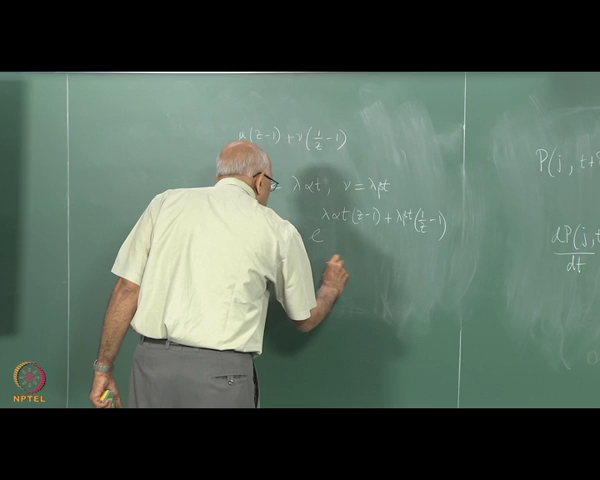 u(z-1) + ν(1/z - 1)
= λαt, ν = λβt
e^{λαt(z-1) + λβt(1/z - 1)}
P(j, t+
dP(j, t
dt
NPTEL